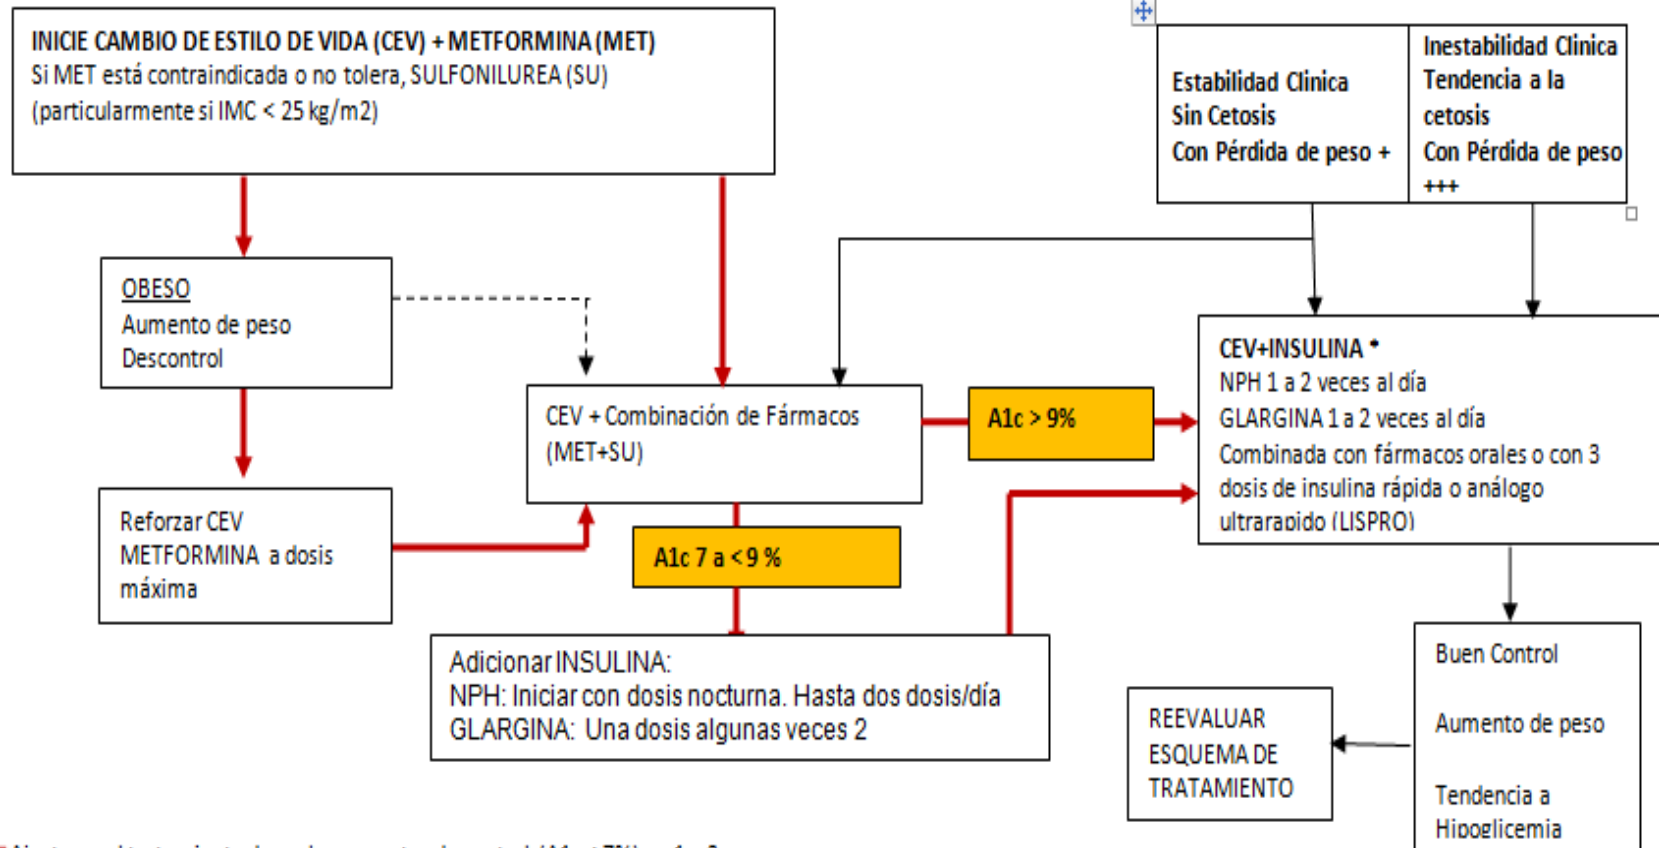 INICIE CAMBIO DE ESTILO DE VIDA (CEV) + METFORMINA (MET)
Si MET está contraindicada o no tolera, SULFONILUREA (SU)
(particularmente si IMC < 25 kg/m2)
Estabilidad Clinica
Sin Cetosis
Con Pérdida de peso +
Inestabilidad Clinica
Tendencia a la
cetosis
Con Pérdida de peso
+++
OBESO
Aumento de peso
Descontrol
CEV + Combinación de Fármacos
(MET+SU)
A1c > 9%
CEV+INSULINA *
NPH 1 a 2 veces al día
GLARGINA 1 a 2 veces al día
Combinada con fármacos orales o con 3
dosis de insulina rápida o análogo
ultrarapido (LISPRO)
Reforzar CEV
METFORMINA a dosis
máxima
A1c 7 a < 9 %
Adicionar INSULINA:
NPH: Iniciar con dosis nocturna. Hasta dos dosis/día
GLARGINA: Una dosis algunas veces 2
Buen Control
Aumento de peso
Tendencia a
Hipoglicemia
REEVALUAR
ESQUEMA DE
TRATAMIENTO